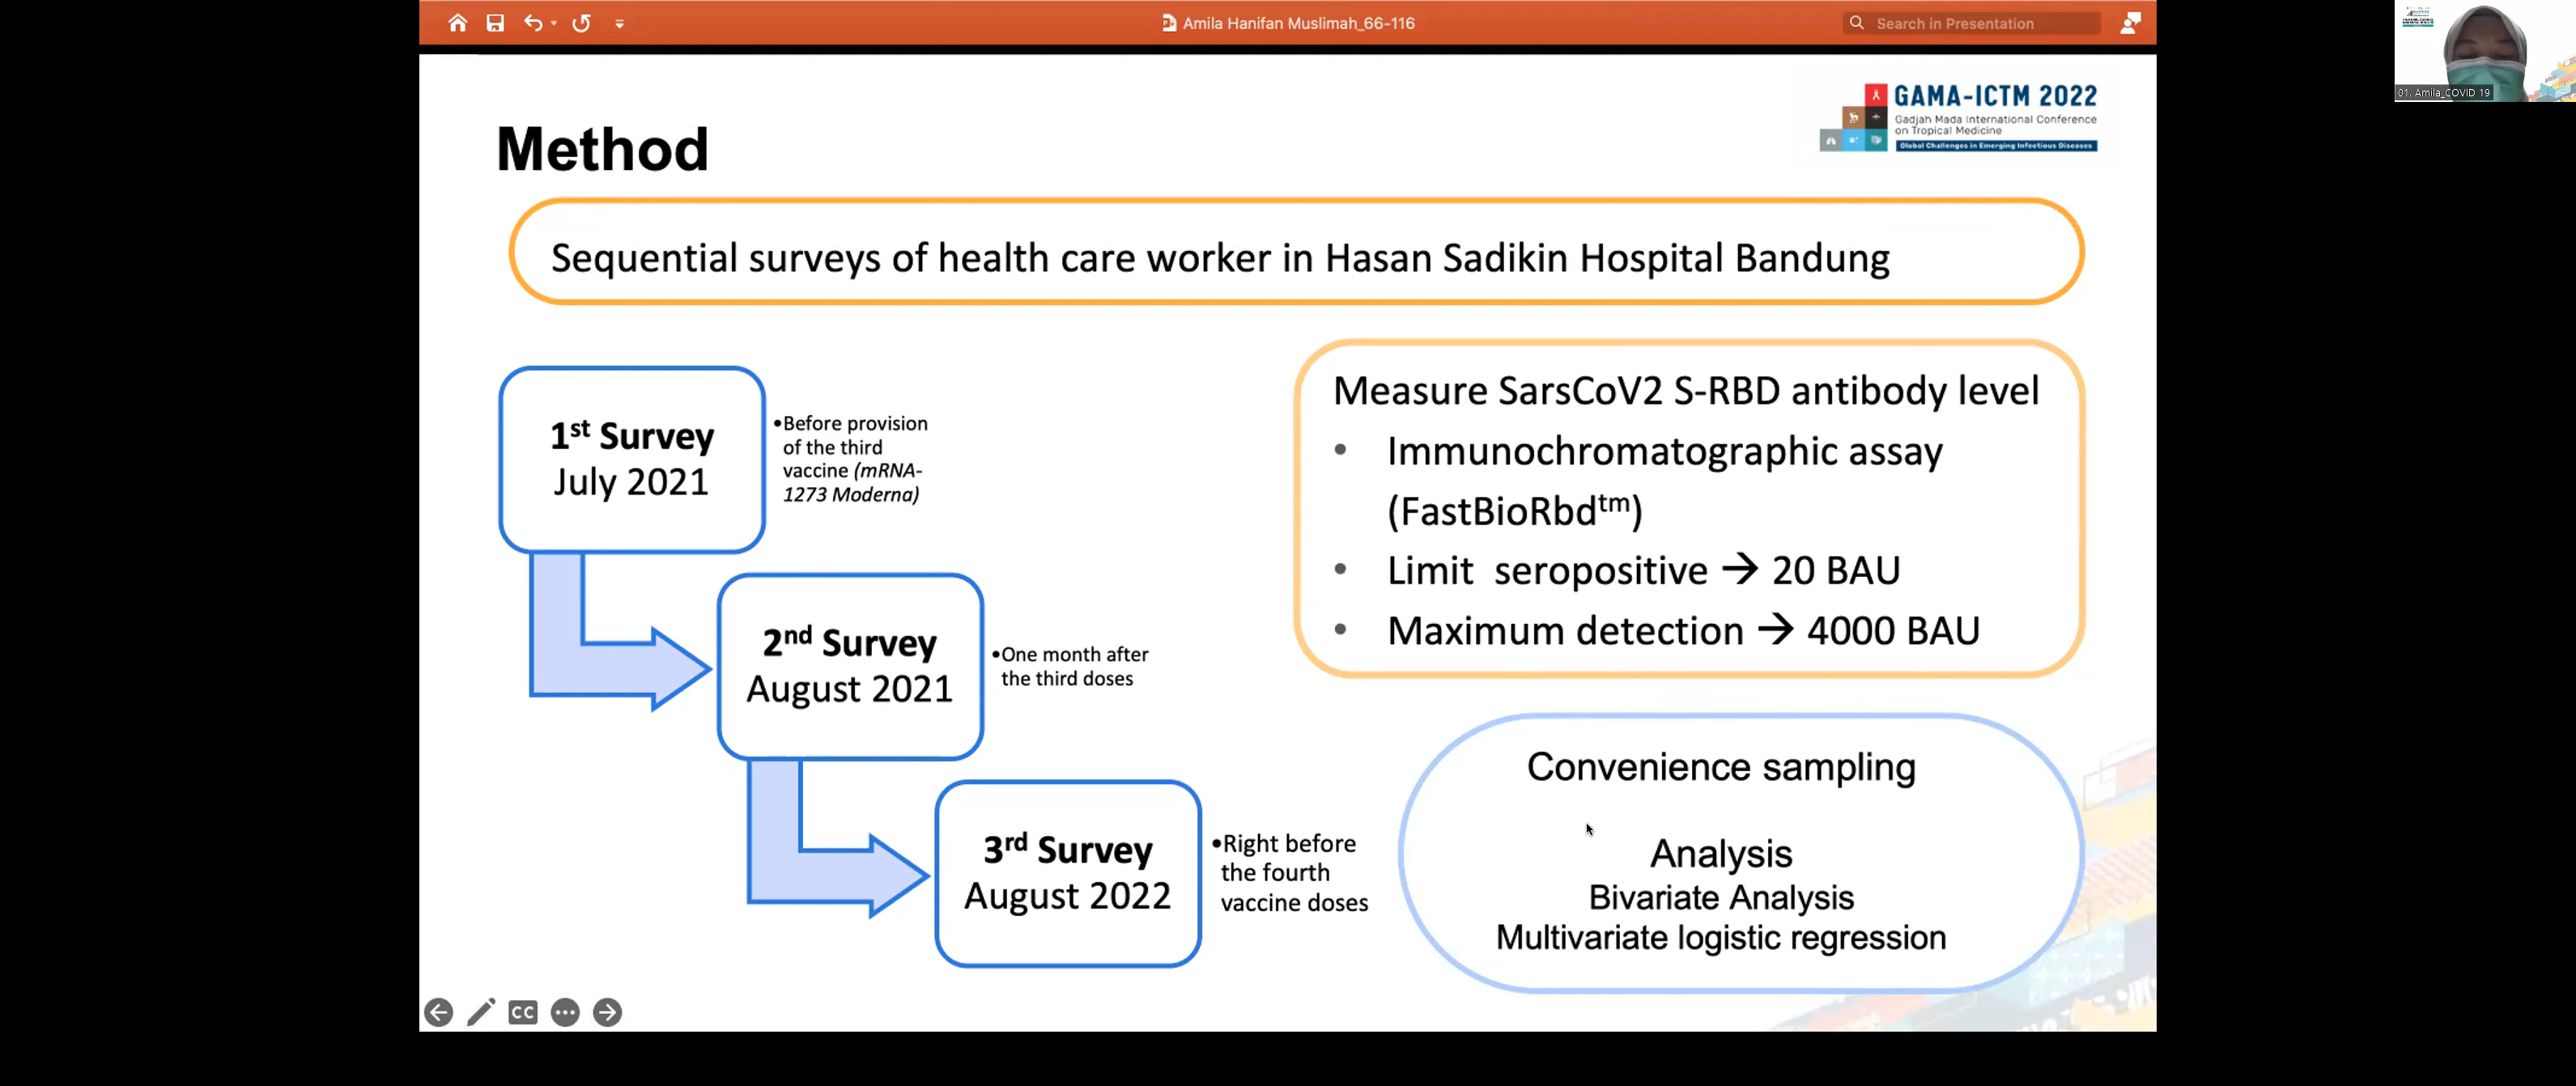 Amila Hanifan Muslimah_66-116
Search in Presentation
01. Amila_COVID 19
GAMA-ICTM 2022
Gadjah Mada International Conference
on Tropical Medicine
Global Challenges in Emerging Infectious Diseases
Method
Sequential surveys of health care worker in Hasan Sadikin Hospital Bandung
1st Survey
July 2021
•Before provision
of the third
vaccine (mRNA-
1273 Moderna)
2nd Survey
August 2021
•One month after
the third doses
3rd Survey
August 2022
•Right before
the fourth
vaccine doses
Measure SarsCoV2 S-RBD antibody level
• Immunochromatographic assay
(FastBioRbdtm)
• Limit seropositive → 20 BAU
• Maximum detection → 4000 BAU
Convenience sampling
Analysis
Bivariate Analysis
Multivariate logistic regression
CC